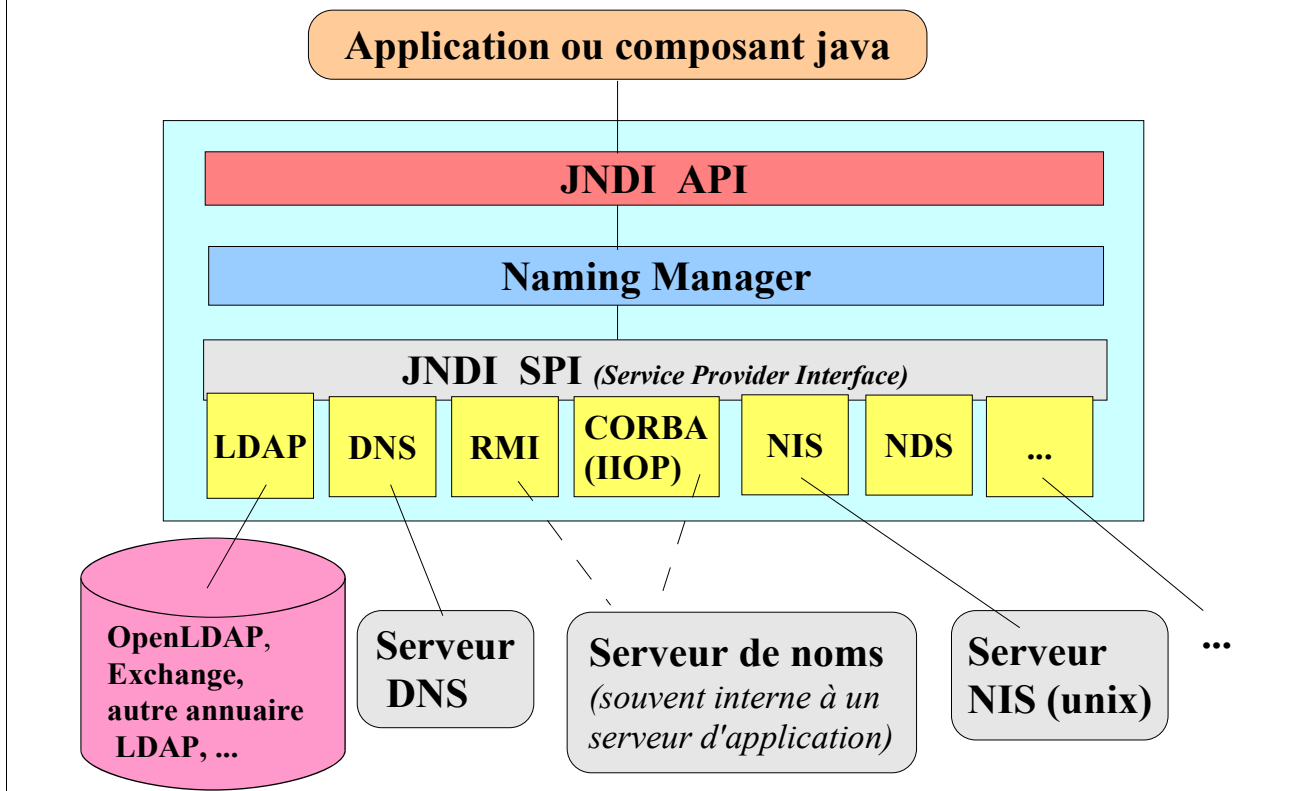 Application ou composant java
JNDI API
Naming Manager
JNDI SPI (Service Provider Interface)
LDAP
DNS
RMI
CORBA
(IIOP)
NIS
NDS
...
OpenLDAP,
Exchange,
autre annuaire
LDAP, ...
Serveur
DNS
Serveur de noms
(souvent interne à un
serveur d'application)
Serveur
NIS (unix)
...